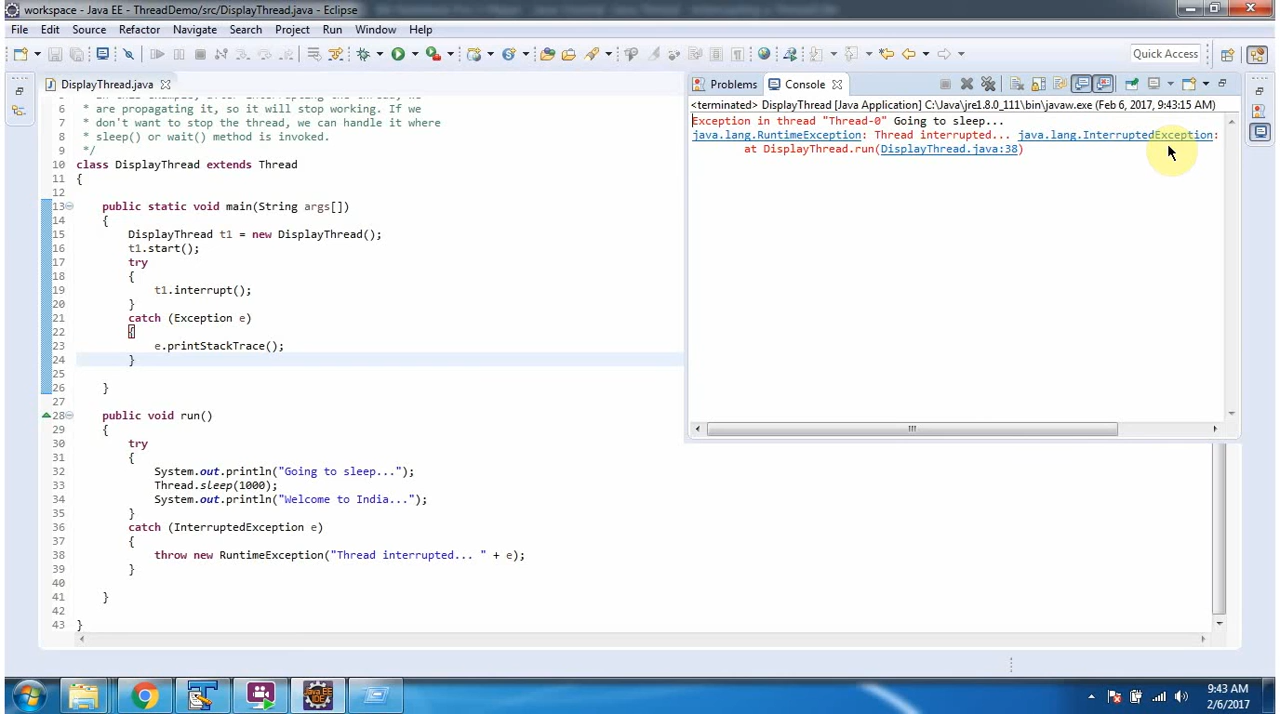 workspace - Java EE - ThreadDemo/src/DisplayThread.java - Eclipse
File Edit Source Refactor Navigate Search Project Run Window Help
Quick Access
DisplayThread.java
Problems Console
<terminated> DisplayThread [Java Application] C:\Java\jre1.8.0_111\bin\javaw.exe (Feb 6, 2017, 9:43:15 AM)
Exception in thread "Thread-0" Going to sleep...
java.lang.RuntimeException: Thread interrupted... java.lang.InterruptedException:
at DisplayThread.run(DisplayThread.java:38)
6 * are propagating it, so it will stop working. If we
7 * don't want to stop the thread, we can handle it where
8 * sleep() or wait() method is invoked.
9 */
10 class DisplayThread extends Thread
11 {
12
13 public static void main(String args[])
14 {
15 DisplayThread t1 = new DisplayThread();
16 t1.start();
17 try
18 {
19 t1.interrupt();
20 }
21 catch (Exception e)
22 {
23 e.printStackTrace();
24 }
25
26 }
27
28 public void run()
29 {
30 try
31 {
32 System.out.println("Going to sleep...");
33 Thread.sleep(1000);
34 System.out.println("Welcome to India...");
35 }
36 catch (InterruptedException e)
37 {
38 throw new RuntimeException("Thread interrupted... " + e);
39 }
40
41 }
42
43 }
Java EE
IDE
9:43 AM
2/6/2017